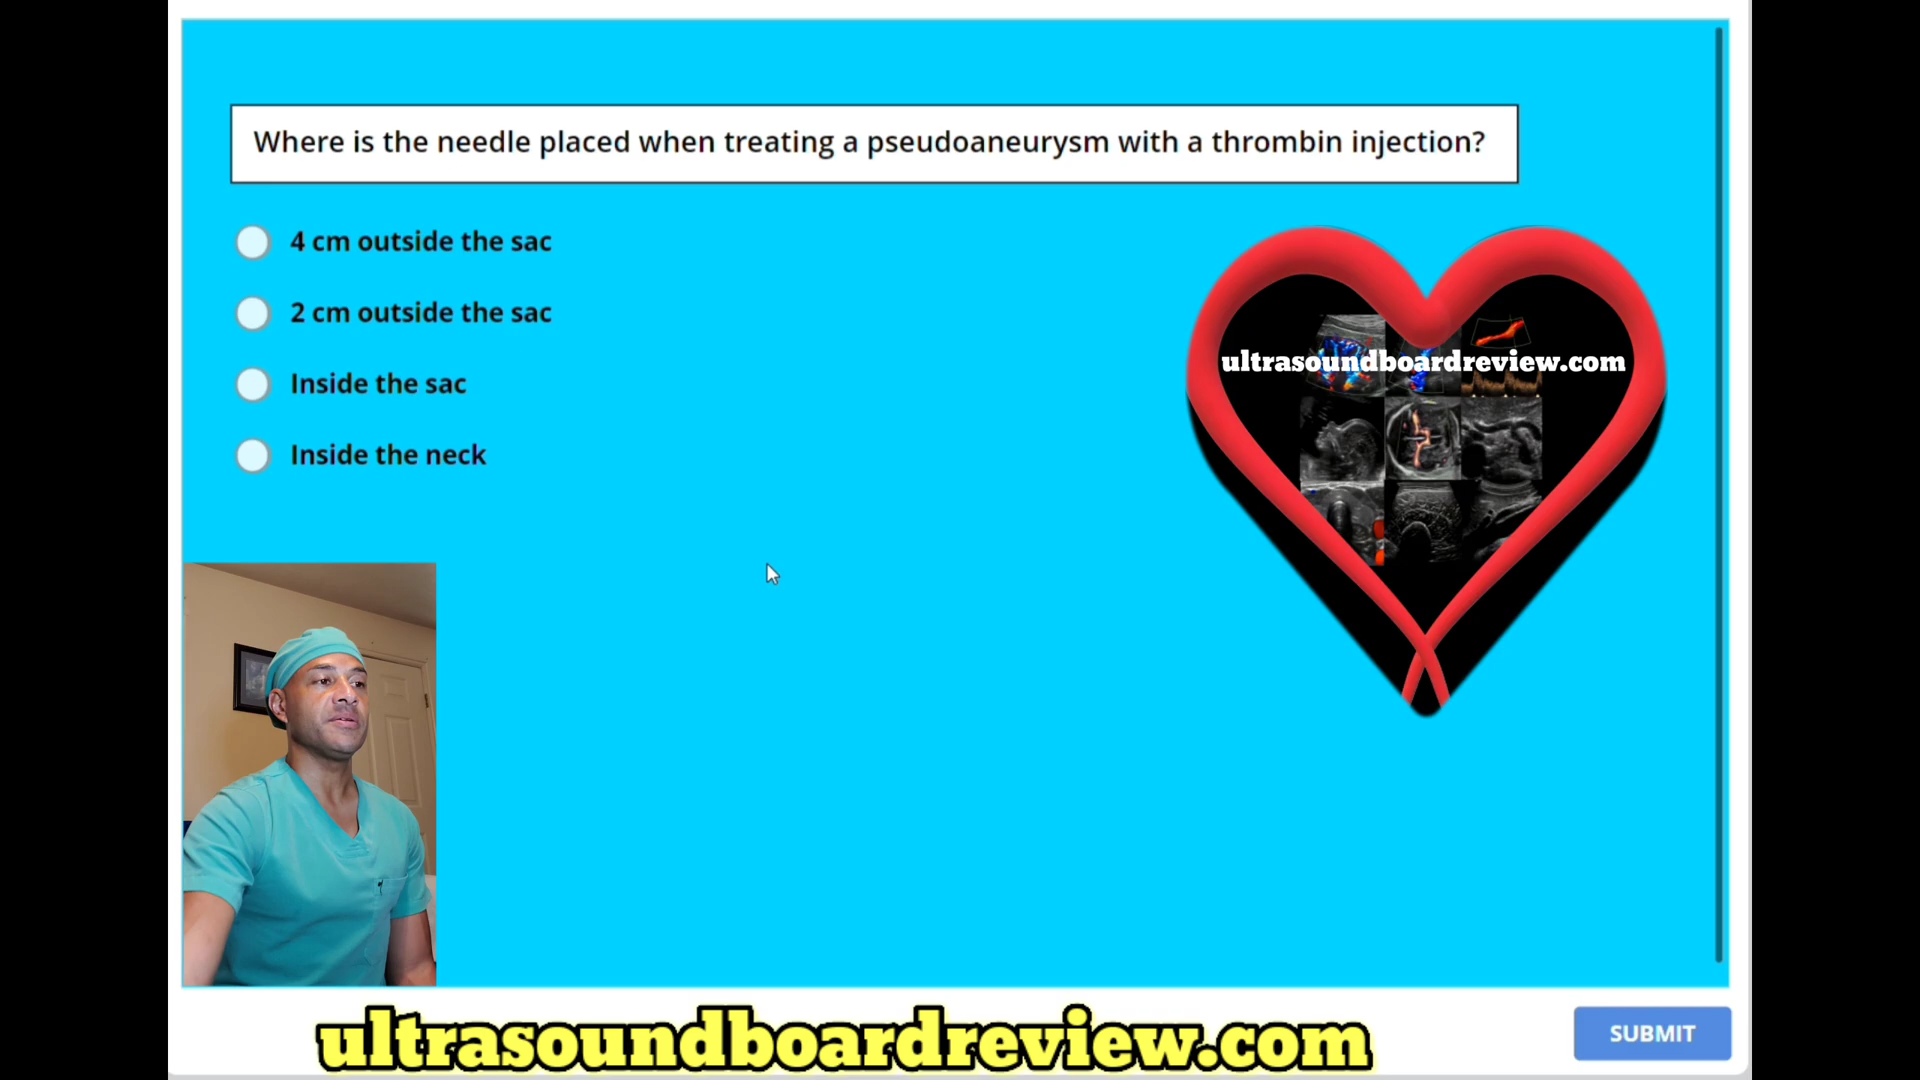 Where is the needle placed when treating a pseudoaneurysm with a thrombin injection?
4 cm outside the sac
2 cm outside the sac
Inside the sac
Inside the neck
ultrasoundboardreview.com
ultrasoundboardreview.com
SUBMIT